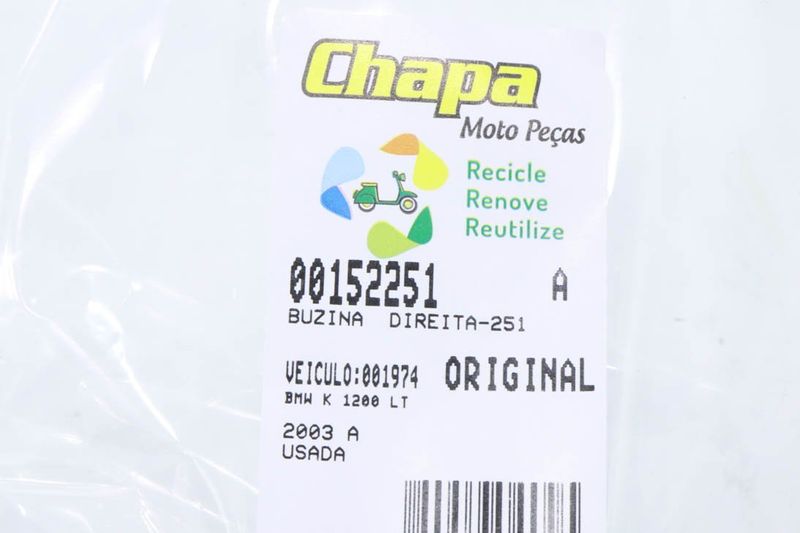 Chapa
Moto Peças
Recicle
Renove
Reutilize
00152251 A
BUZINA DIREITA-251
VEICULO:001974 ORIGINAL
BMW K 1200 LT
2003 A
USADA